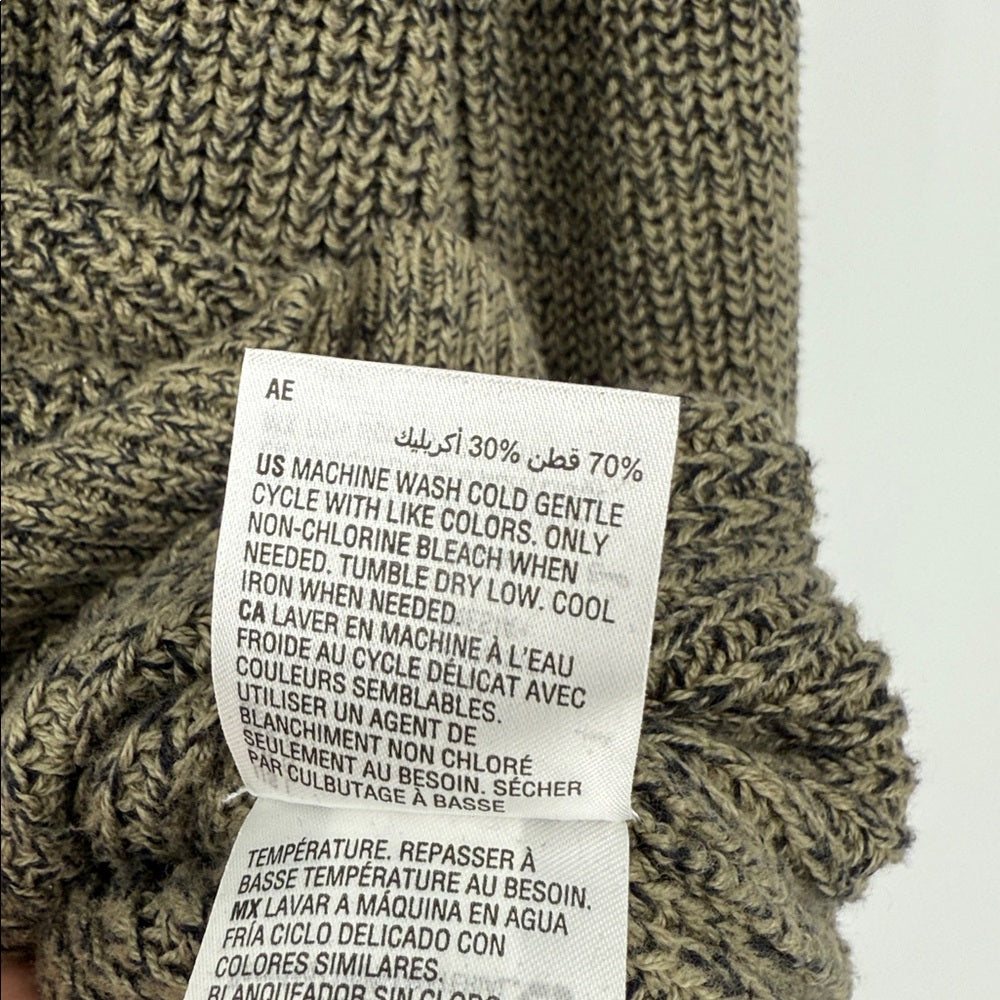 AE
70% قطن 30% أكريليك
US MACHINE WASH COLD GENTLE
CYCLE WITH LIKE COLORS. ONLY
NON-CHLORINE BLEACH WHEN
NEEDED. TUMBLE DRY LOW. COOL
IRON WHEN NEEDED.
CA LAVER EN MACHINE À L'EAU
FROIDE AU CYCLE DÉLICAT AVEC
COULEURS SEMBLABLES.
UTILISER UN AGENT DE
BLANCHIMENT NON CHLORÉ
SEULEMENT AU BESOIN. SÉCHER
PAR CULBUTAGE À BASSE
TEMPÉRATURE. REPASSER À
BASSE TEMPÉRATURE AU BESOIN.
MX LAVAR A MÁQUINA EN AGUA
FRÍA CICLO DELICADO CON
COLORES SIMILARES.
BLANQUEADOR SIN CLORO